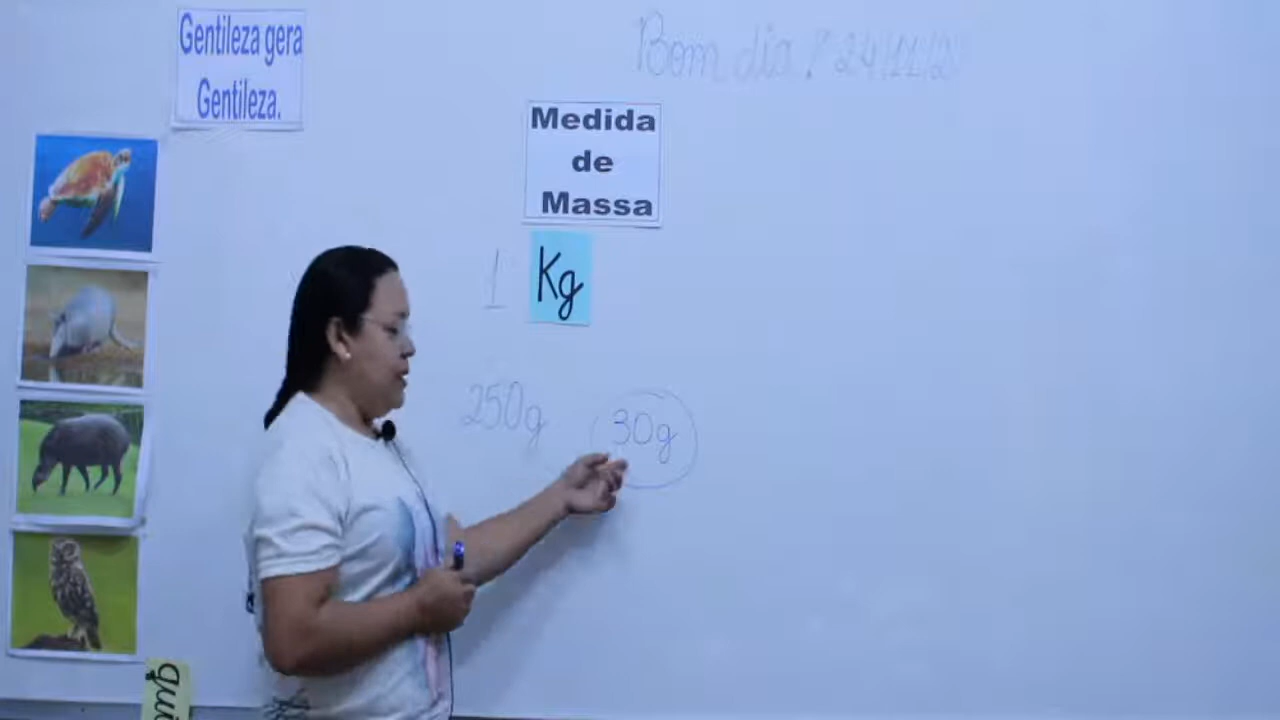 Gentileza gera
Gentileza.
Bom dia!
Medida
de
Massa
1 Kg
250g 30g